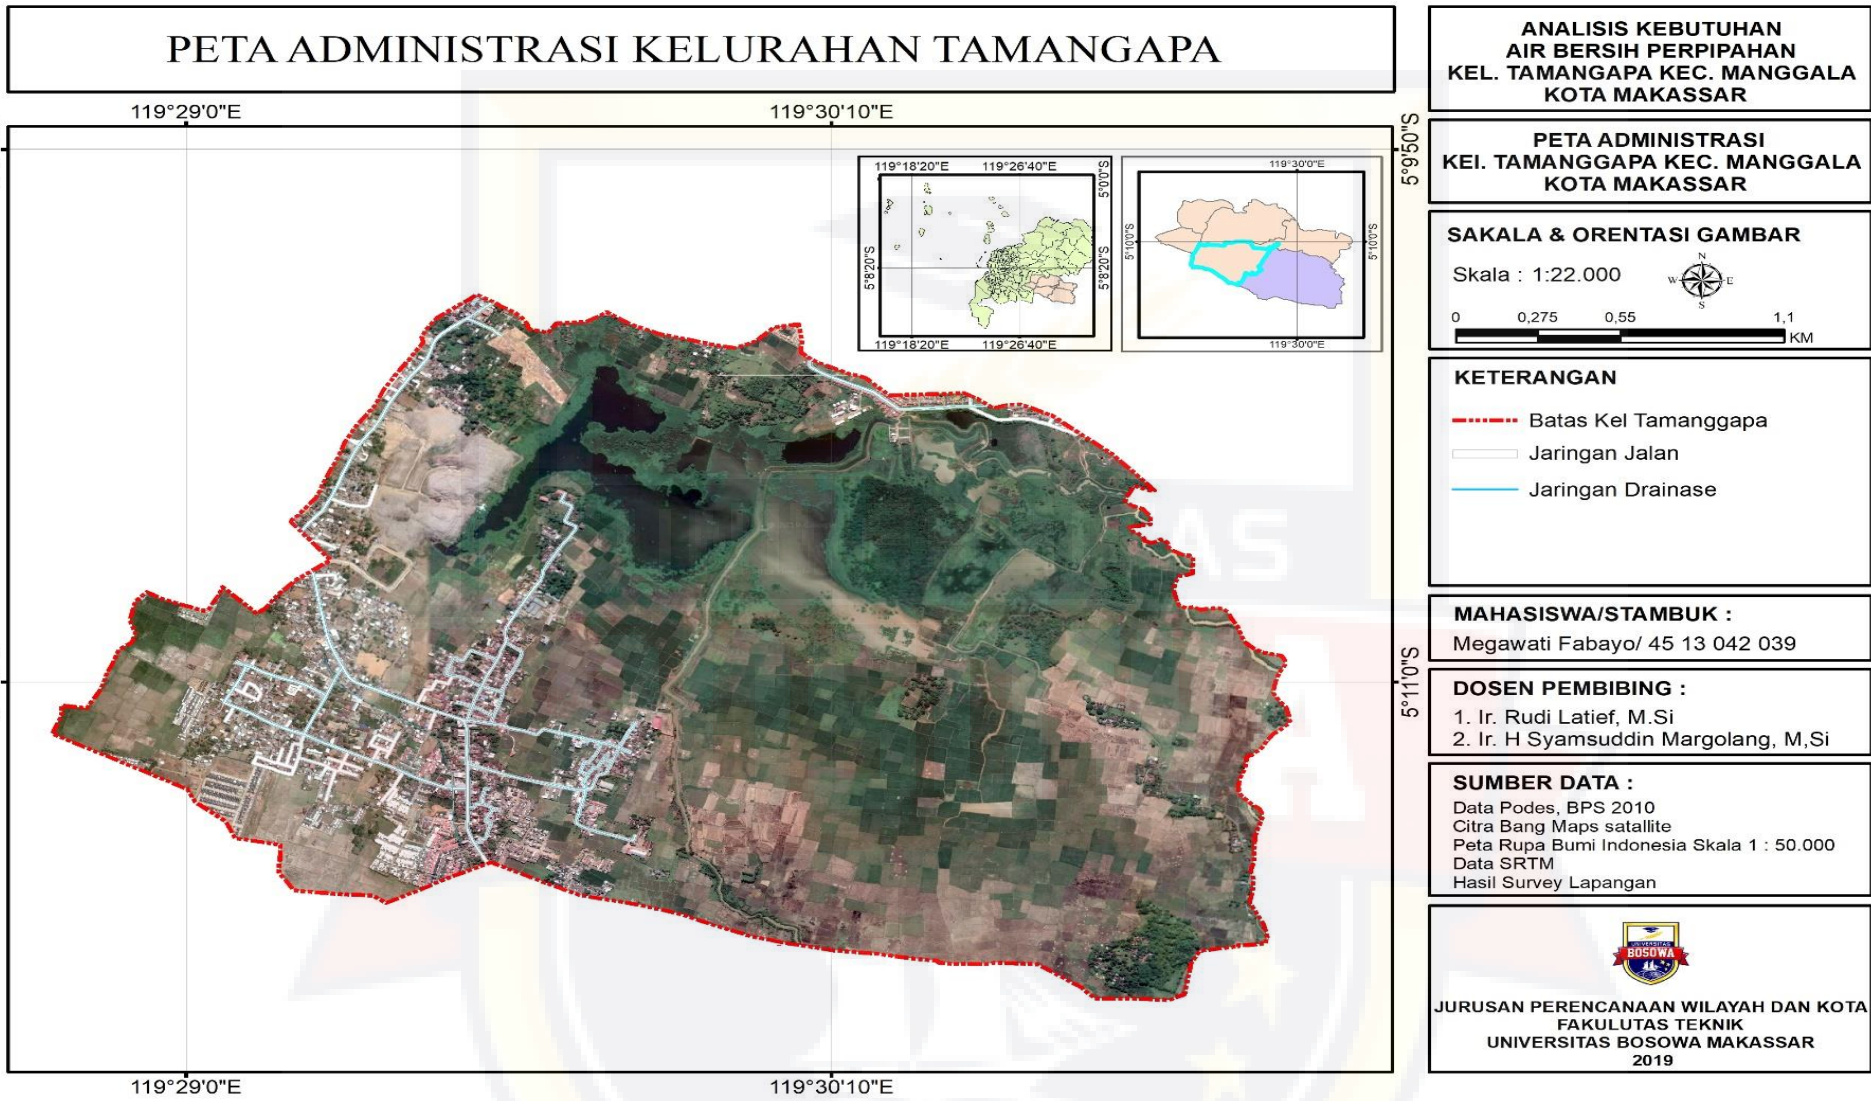 PETA ADMINISTRASI KELURAHAN TAMANGAPA
119°29'0"E
119°30'10"E
5°9'50"S
5°11'0"S
119°29'0"E
119°30'10"E
119°18'20"E
119°26'40"E
5°0'0"S
5°8'20"S
5°8'20"S
119°18'20"E
119°26'40"E
119°30'0"E
5°10'0"S
5°10'0"S
119°30'0"E
ANALISIS KEBUTUHAN
AIR BERSIH PERPIPAHAN
KEL. TAMANGAPA KEC. MANGGALA
KOTA MAKASSAR
PETA ADMINISTRASI
KEl. TAMANGGAPA KEC. MANGGALA
KOTA MAKASSAR
SAKALA & ORENTASI GAMBAR
Skala : 1:22.000
N
W
E
S
0 0,275 0,55 1,1
KM
KETERANGAN
Batas Kel Tamanggapa
Jaringan Jalan
Jaringan Drainase
MAHASISWA/STAMBUK :
Megawati Fabayo/ 45 13 042 039
DOSEN PEMBIBING :
1. Ir. Rudi Latief, M.Si
2. Ir. H Syamsuddin Margolang, M,Si
SUMBER DATA :
Data Podes, BPS 2010
Citra Bang Maps satallite
Peta Rupa Bumi Indonesia Skala 1 : 50.000
Data SRTM
Hasil Survey Lapangan
UNIVERSITAS
BOSOWA
JURUSAN PERENCANAAN WILAYAH DAN KOTA
FAKULUTAS TEKNIK
UNIVERSITAS BOSOWA MAKASSAR
2019